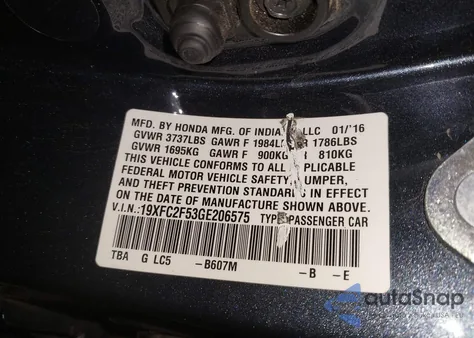 MFD. BY HONDA MFG. OF INDIANA LLC 01/'16
GVWR 3737LBS GAWR F 1984LBS R 1786LBS
GVWR 1695KG GAWR F 900KG R 810KG
THIS VEHICLE CONFORMS TO ALL APPLICABLE
FEDERAL MOTOR VEHICLE SAFETY, BUMPER,
AND THEFT PREVENTION STANDARDS IN EFFECT
ON THE DATE OF MANUFACTURE SHOWN ABOVE.
V.I.N.:19XFC2F53GE206575 TYPE:PASSENGER CAR
TBA G LC5 -B607M -B -E
autoSnap